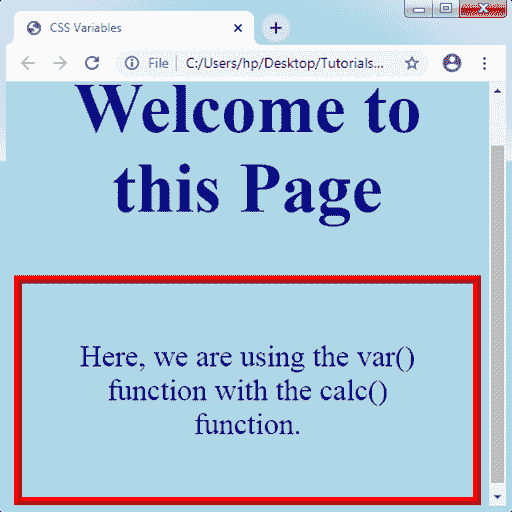 CSS Variables
File
C:/Users/hp/Desktop/Tutorials...
Welcome to
this Page
Here, we are using the var()
function with the calc()
function.